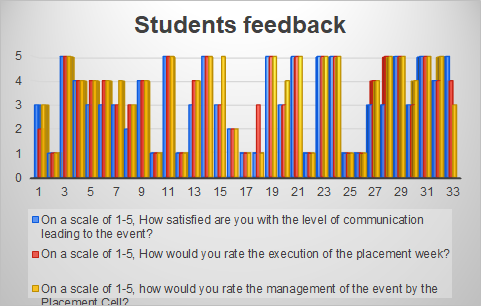 Students feedback
5
4
3
2
1
0
1 3 5 7 9 11 13 15 17 19 21 23 25 27 29 31 33
On a scale of 1-5, How satisfied are you with the level of communication
leading to the event?
On a scale of 1-5, How would you rate the execution of the placement week?
On a scale of 1-5, how would you rate the management of the event by the
Placement Cell?